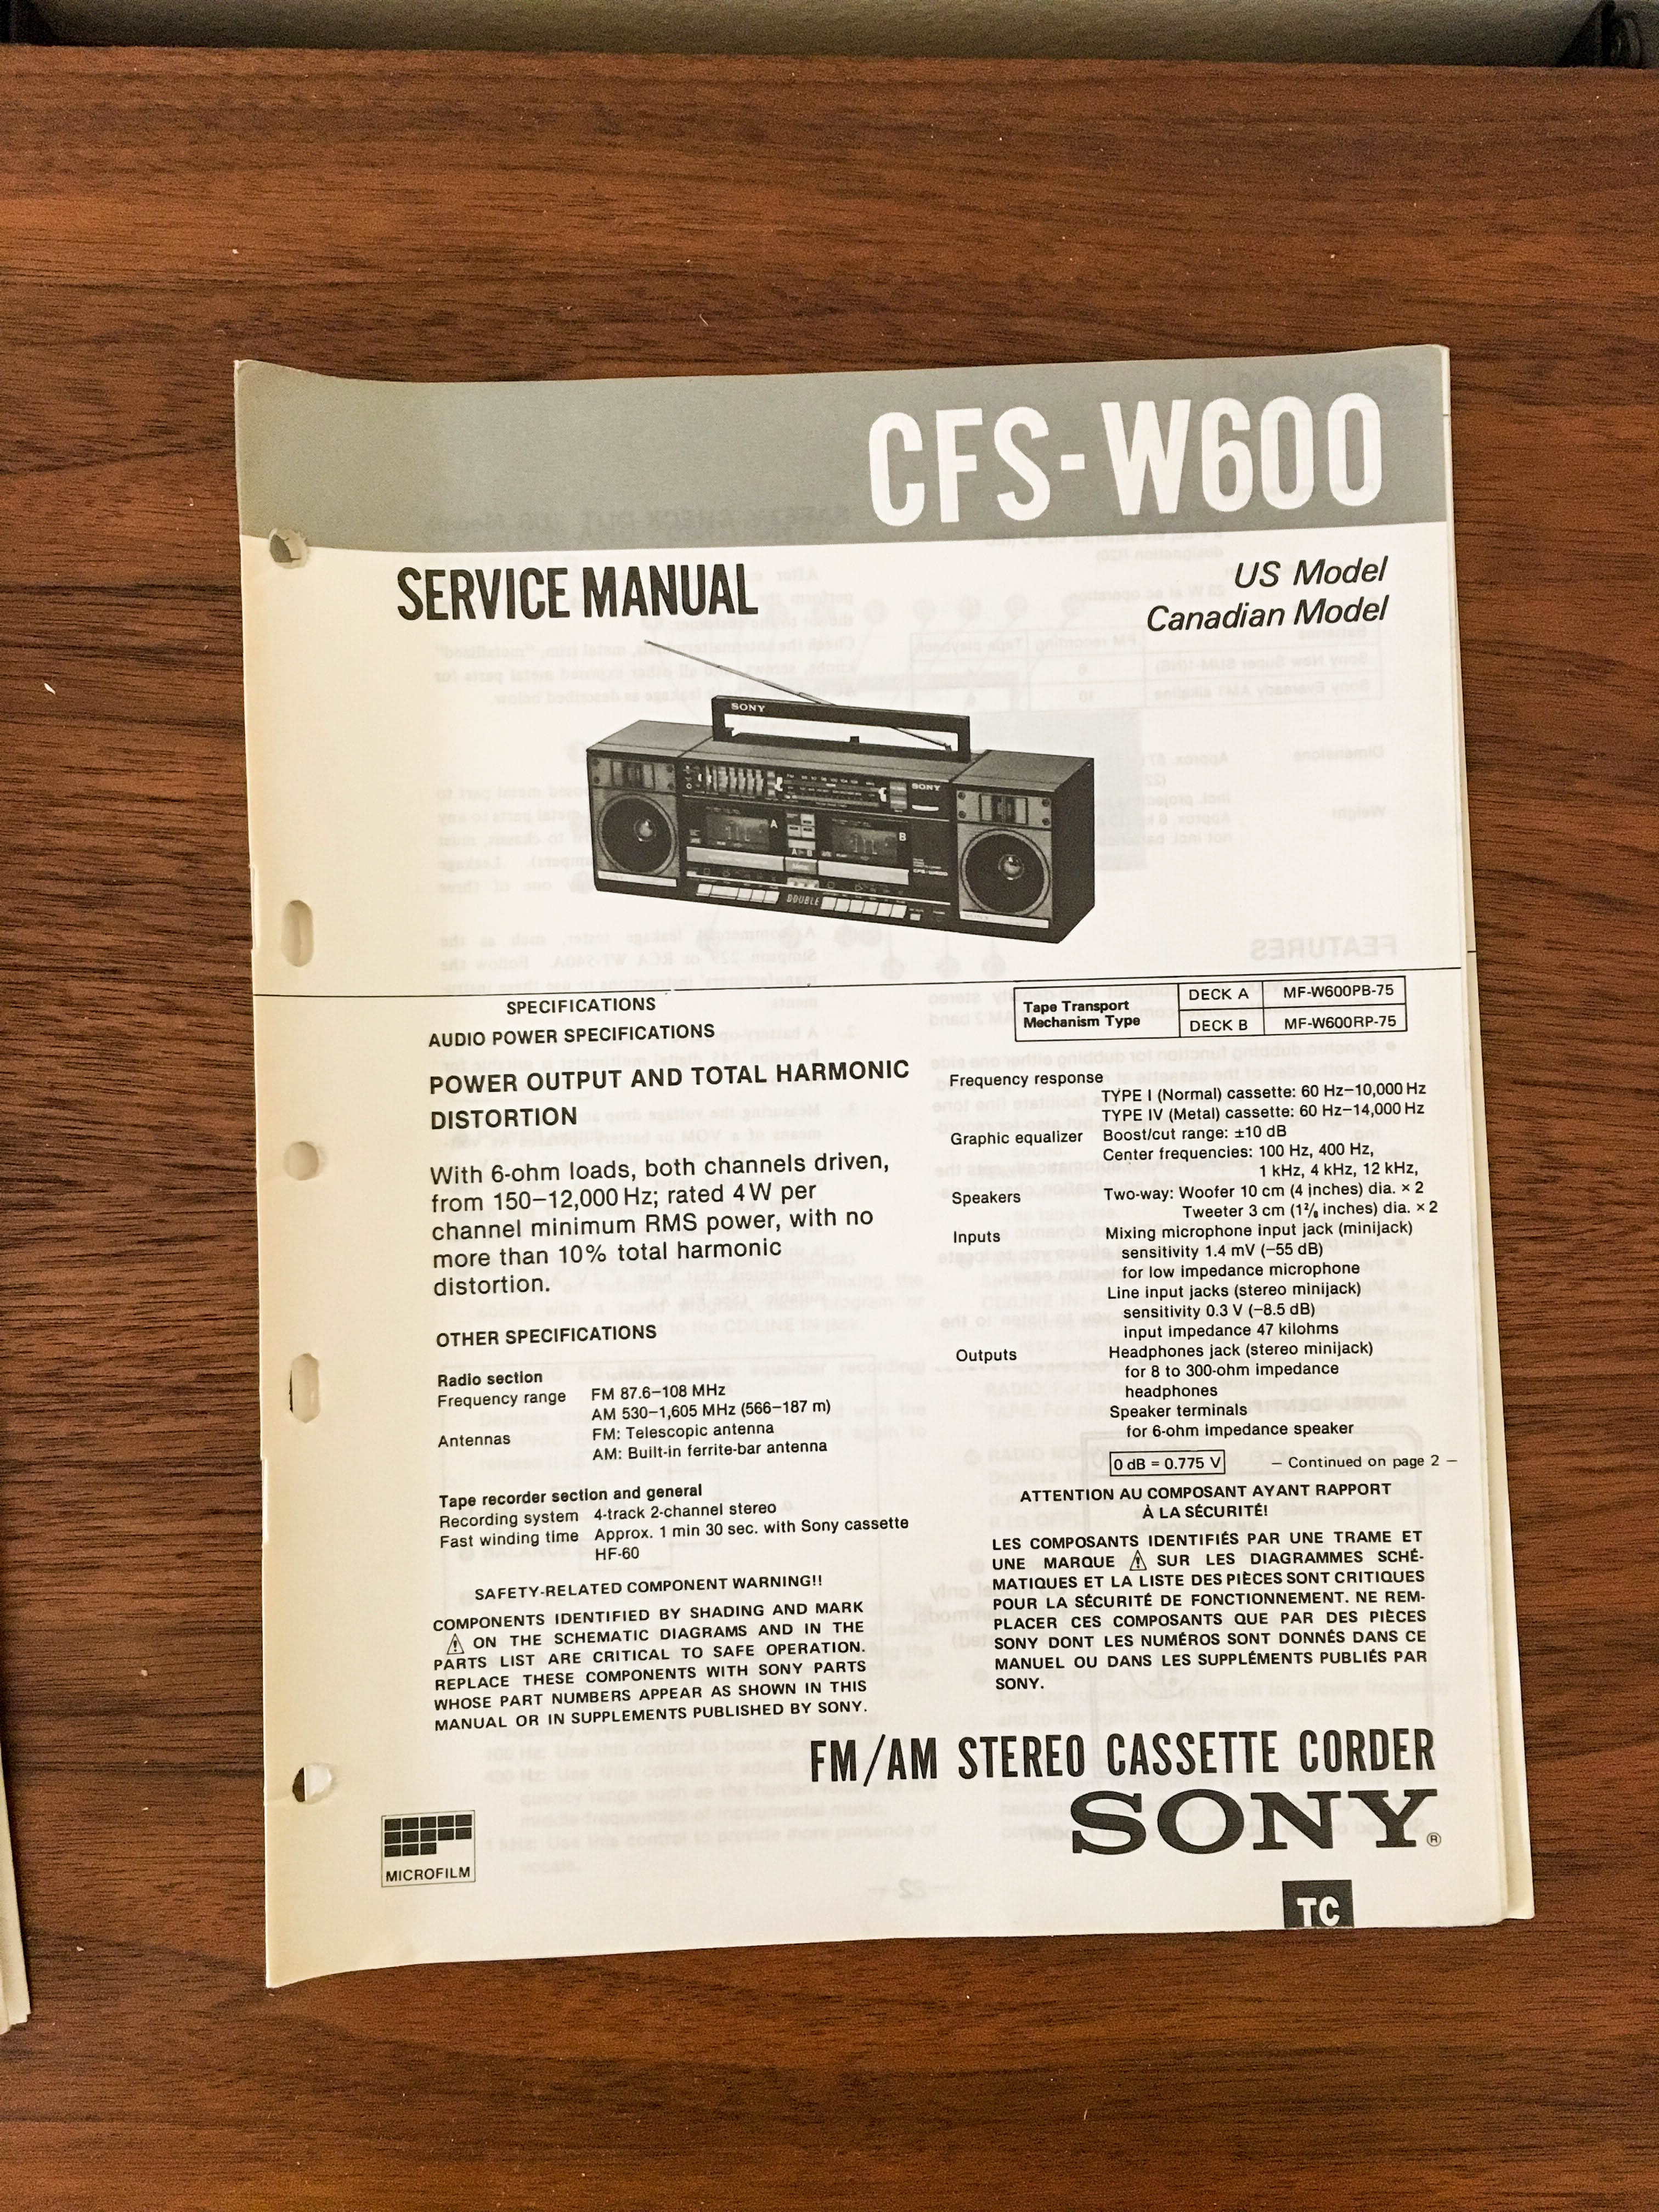 CFS-W600
SERVICE MANUAL
US Model
Canadian Model
SONY
SONY
A
B
A B
DOUBLE
SPECIFICATIONS
AUDIO POWER SPECIFICATIONS
POWER OUTPUT AND TOTAL HARMONIC
DISTORTION
With 6-ohm loads, both channels driven,
from 150–12,000 Hz; rated 4 W per
channel minimum RMS power, with no
more than 10% total harmonic
distortion.
OTHER SPECIFICATIONS
Radio section
Frequency range FM 87.6–108 MHz
AM 530–1,605 MHz (566–187 m)
Antennas FM: Telescopic antenna
AM: Built-in ferrite-bar antenna
Tape recorder section and general
Recording system 4-track 2-channel stereo
Fast winding time Approx. 1 min 30 sec. with Sony cassette
HF-60
SAFETY-RELATED COMPONENT WARNING!!
COMPONENTS IDENTIFIED BY SHADING AND MARK
⚠ ON THE SCHEMATIC DIAGRAMS AND IN THE
PARTS LIST ARE CRITICAL TO SAFE OPERATION.
REPLACE THESE COMPONENTS WITH SONY PARTS
WHOSE PART NUMBERS APPEAR AS SHOWN IN THIS
MANUAL OR IN SUPPLEMENTS PUBLISHED BY SONY.
Tape Transport
Mechanism Type
DECK A MF-W600PB-75
DECK B MF-W600RP-75
Frequency response
TYPE I (Normal) cassette: 60 Hz–10,000 Hz
TYPE IV (Metal) cassette: 60 Hz–14,000 Hz
Graphic equalizer Boost/cut range: ±10 dB
Center frequencies: 100 Hz, 400 Hz,
1 kHz, 4 kHz, 12 kHz,
Speakers Two-way: Woofer 10 cm (4 inches) dia. × 2
Tweeter 3 cm (1²/₈ inches) dia. × 2
Inputs Mixing microphone input jack (minijack)
sensitivity 1.4 mV (–55 dB)
for low impedance microphone
Line input jacks (stereo minijack)
sensitivity 0.3 V (–8.5 dB)
input impedance 47 kilohms
Outputs Headphones jack (stereo minijack)
for 8 to 300-ohm impedance
headphones
Speaker terminals
for 6-ohm impedance speaker
0 dB = 0.775 V
– Continued on page 2 –
ATTENTION AU COMPOSANT AYANT RAPPORT
À LA SÉCURITÉ!
LES COMPOSANTS IDENTIFIÉS PAR UNE TRAME ET
UNE MARQUE ⚠ SUR LES DIAGRAMMES SCHÉ-
MATIQUES ET LA LISTE DES PIÈCES SONT CRITIQUES
POUR LA SÉCURITÉ DE FONCTIONNEMENT. NE REM-
PLACER CES COMPOSANTS QUE PAR DES PIÈCES
SONY DONT LES NUMÉROS SONT DONNÉS DANS CE
MANUEL OU DANS LES SUPPLÉMENTS PUBLIÉS PAR
SONY.
FM/AM STEREO CASSETTE CORDER
SONY®
MICROFILM
TC